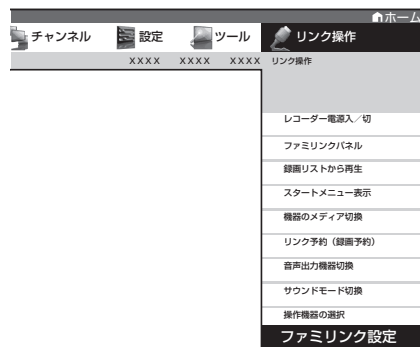 ホーム
チャンネル 設定 ツール リンク操作
XXXX XXXX XXXX リンク操作
レコーダー電源入／切
ファミリンクパネル
録画リストから再生
スタートメニュー表示
機器のメディア切換
リンク予約（録画予約）
音声出力機器切換
サウンドモード切換
操作機器の選択
ファミリンク設定